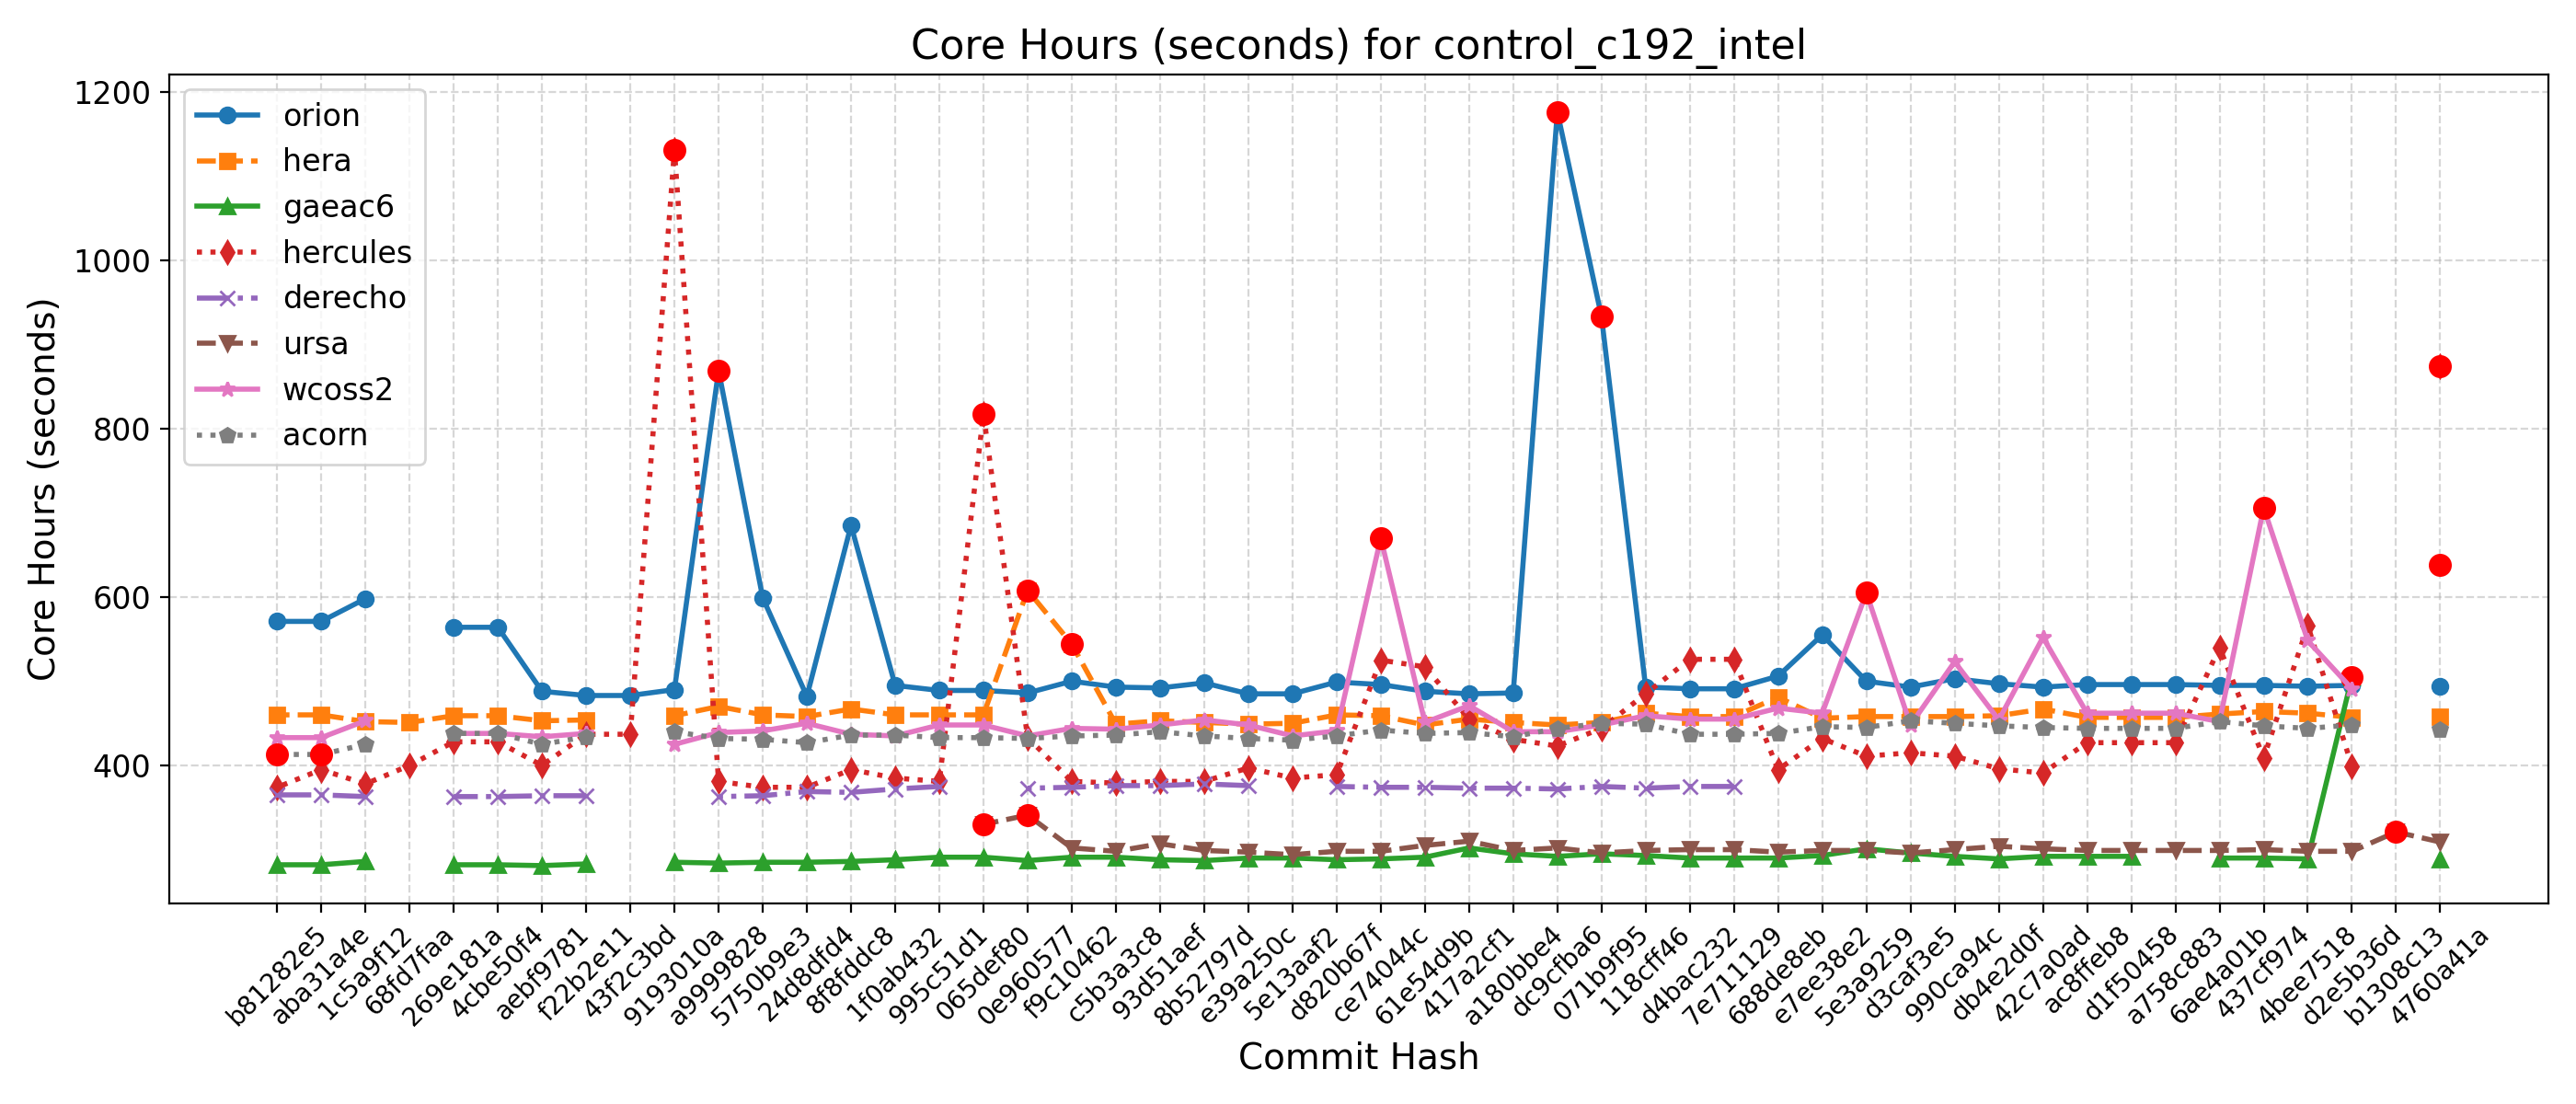 Core Hours (seconds) for control_c192_intel
Core Hours (seconds)
1200
1000
800
600
400
orion
hera
gaeac6
hercules
derecho
ursa
wcoss2
acorn
b81282e5
aba31a4e
1c5a9f12
68fd7faa
269e181a
4cbe50f4
aebf9781
f22b2e11
43f2c3bd
9193010a
a9999828
5750b9e3
24d8dfd4
8f8fddc8
1f0ab432
995c51d1
065def80
0e960577
f9c10462
c5b3a3c8
93d51aef
8b52797d
e39a250c
5e13aaf2
d820b67f
ce74044c
61e54d9b
417a2cf1
a180bbe4
dc9cfba6
071b9f95
118cff46
d4bac232
7e711129
688de8eb
e7ee38e2
5e3a9259
d3caf3e5
990ca94c
db4e2d0f
42c7a0ad
ac8ffeb8
d1f50458
a758c883
6ae4a01b
437cf974
4bee7518
d2e5b36d
b1308c13
4760a41a
Commit Hash